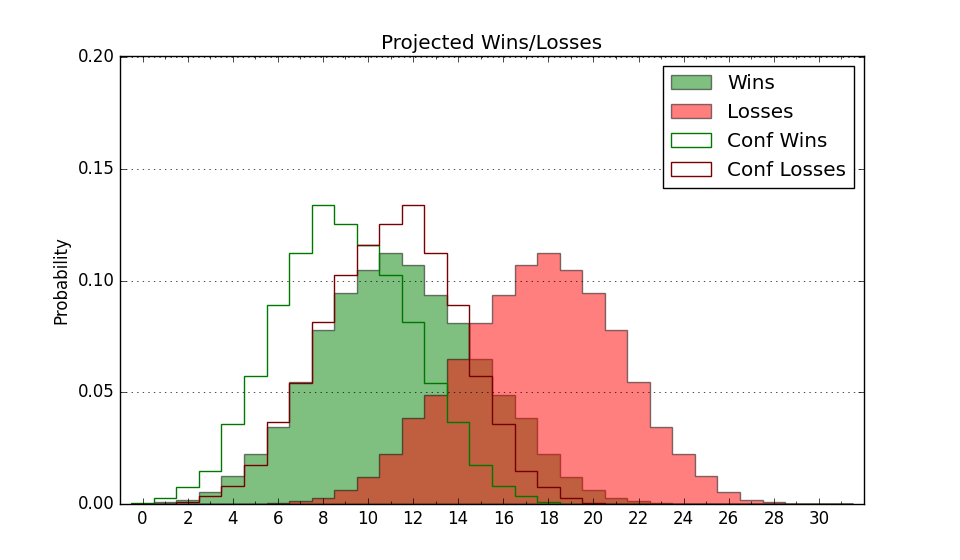 Projected Wins/Losses
0.20
0.15
0.10
0.05
0.00
Probability
Wins
Losses
Conf Wins
Conf Losses
0 2 4 6 8 10 12 14 16 18 20 22 24 26 28 30